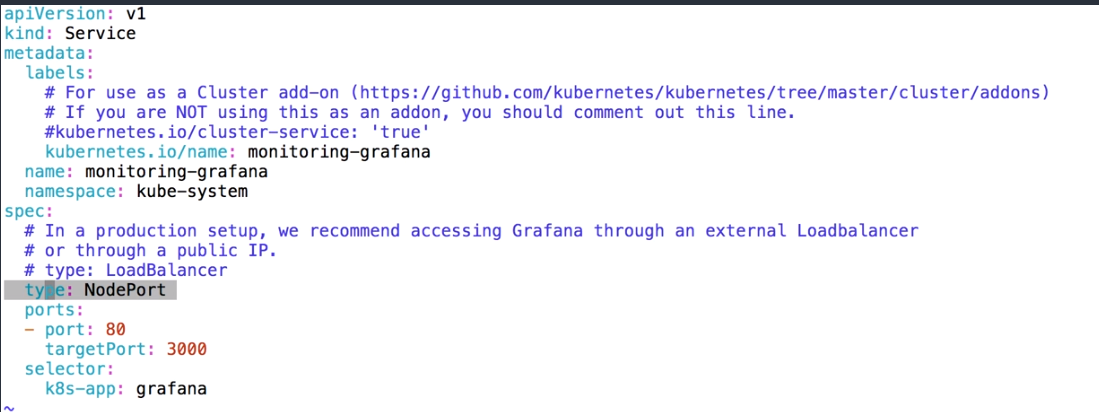 apiVersion: v1
kind: Service
metadata:
  labels:
    # For use as a Cluster add-on (https://github.com/kubernetes/kubernetes/tree/master/cluster/addons)
    # If you are NOT using this as an addon, you should comment out this line.
    #kubernetes.io/cluster-service: 'true'
    kubernetes.io/name: monitoring-grafana
  name: monitoring-grafana
  namespace: kube-system
spec:
  # In a production setup, we recommend accessing Grafana through an external Loadbalancer
  # or through a public IP.
  # type: LoadBalancer
  type: NodePort
  ports:
  - port: 80
    targetPort: 3000
  selector:
    k8s-app: grafana
~